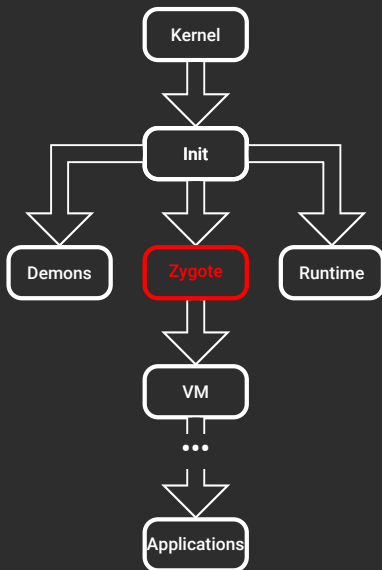 Kernel
Init
Demons
Zygote
Runtime
VM
...
Applications